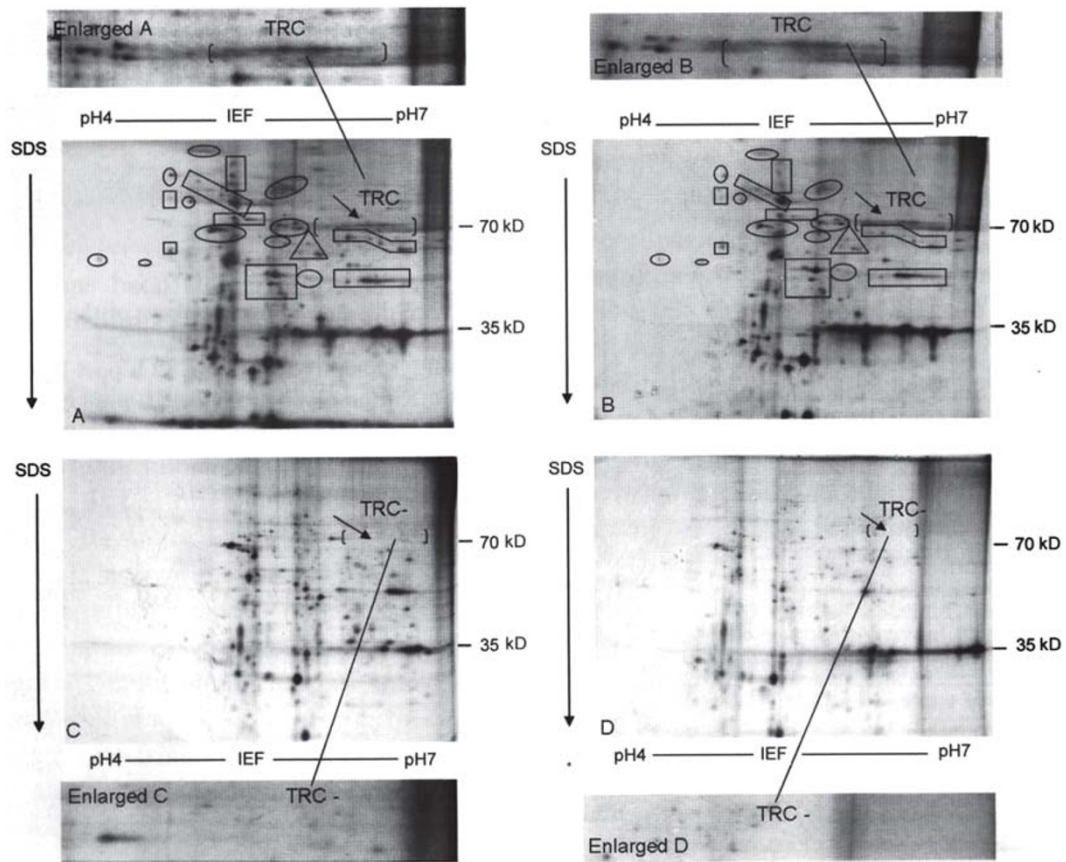 Enlarged A TRC
TRC
Enlarged B
pH4 IEF pH7
pH4 IEF pH7
SDS
SDS
TRC
TRC
70 kD
70 kD
35 kD
35 kD
A
B
SDS
SDS
TRC-
TRC-
70 kD
70 kD
35 kD
35 kD
C
D
pH4 IEF pH7
pH4 IEF pH7
Enlarged C TRC -
TRC -
Enlarged D